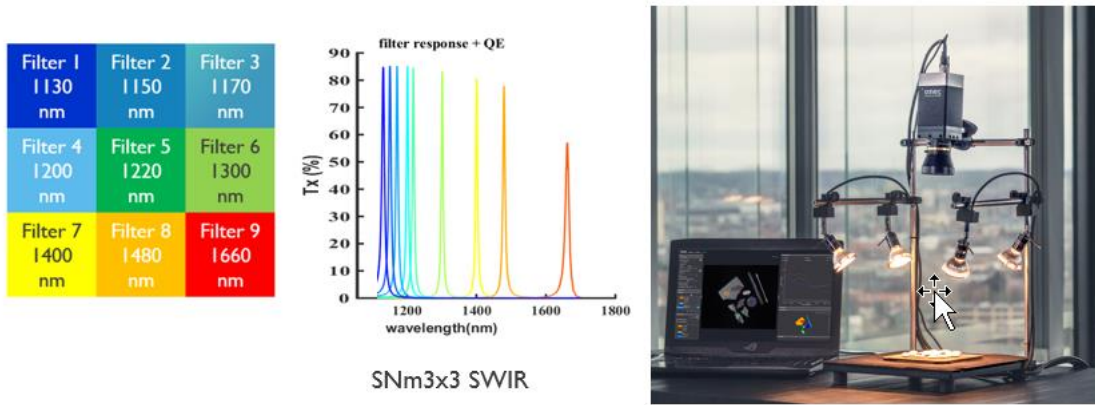 Filter 1
1130
nm
Filter 2
1150
nm
Filter 3
1170
nm
Filter 4
1200
nm
Filter 5
1220
nm
Filter 6
1300
nm
Filter 7
1400
nm
Filter 8
1480
nm
Filter 9
1660
nm
filter response + QE
90
80
70
60
50
40
30
20
10
0
Tx (%)
1200
1400
1600
1800
wavelength(nm)
SNm3x3 SWIR